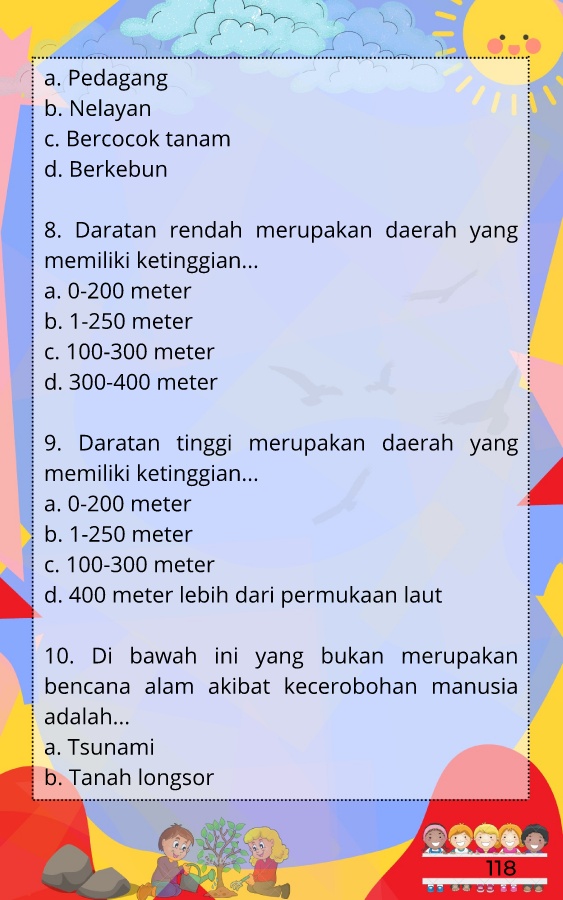 a. Pedagang
b. Nelayan
c. Bercocok tanam
d. Berkebun
8. Daratan rendah merupakan daerah yang
memiliki ketinggian...
a. 0-200 meter
b. 1-250 meter
c. 100-300 meter
d. 300-400 meter
9. Daratan tinggi merupakan daerah yang
memiliki ketinggian...
a. 0-200 meter
b. 1-250 meter
c. 100-300 meter
d. 400 meter lebih dari permukaan laut
10. Di bawah ini yang bukan merupakan
bencana alam akibat kecerobohan manusia
adalah...
a. Tsunami
b. Tanah longsor
118